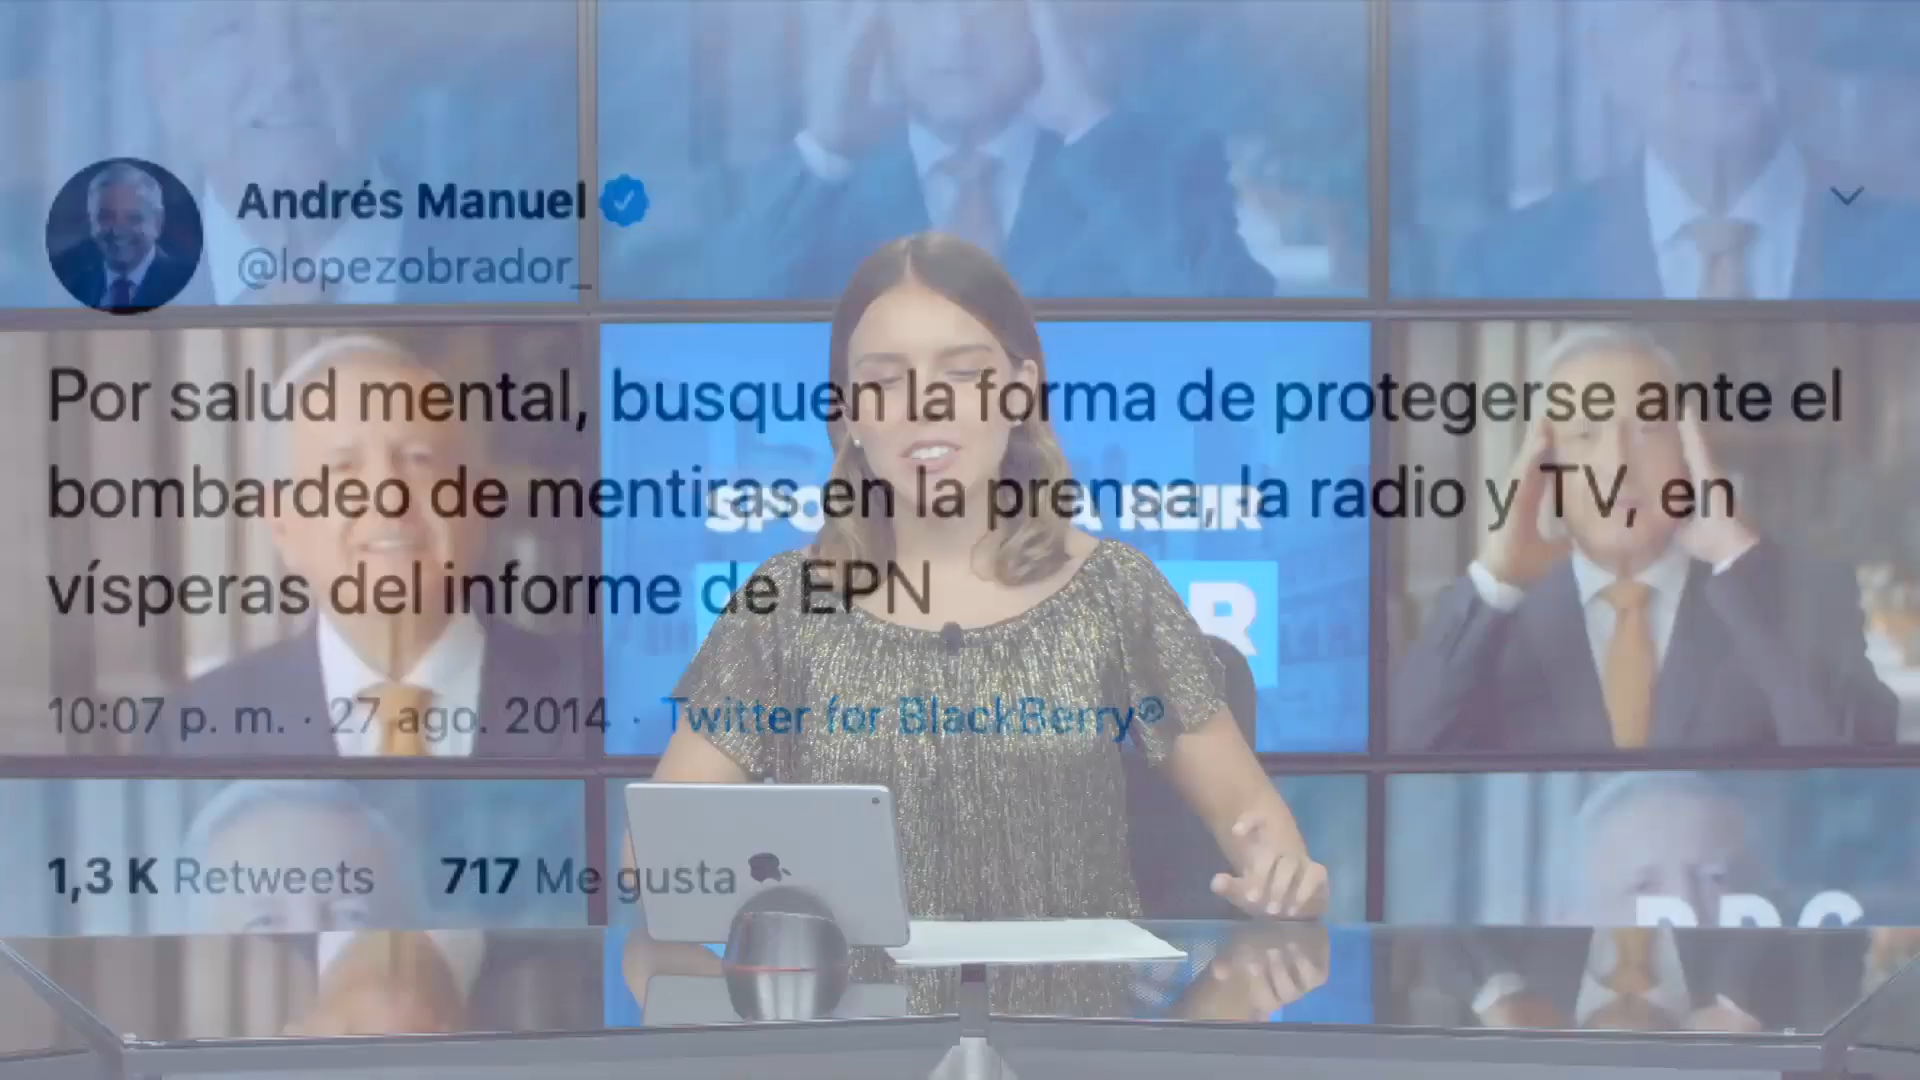 Andrés Manuel
@lopezobrador_
Por salud mental, busquen la forma de protegerse ante el
bombardeo de mentiras en la prensa, la radio y TV, en
vísperas del informe de EPN
10:07 p. m. · 27 ago. 2014 · Twitter for BlackBerry®
1,3 K Retweets 717 Me gusta
A REÍR